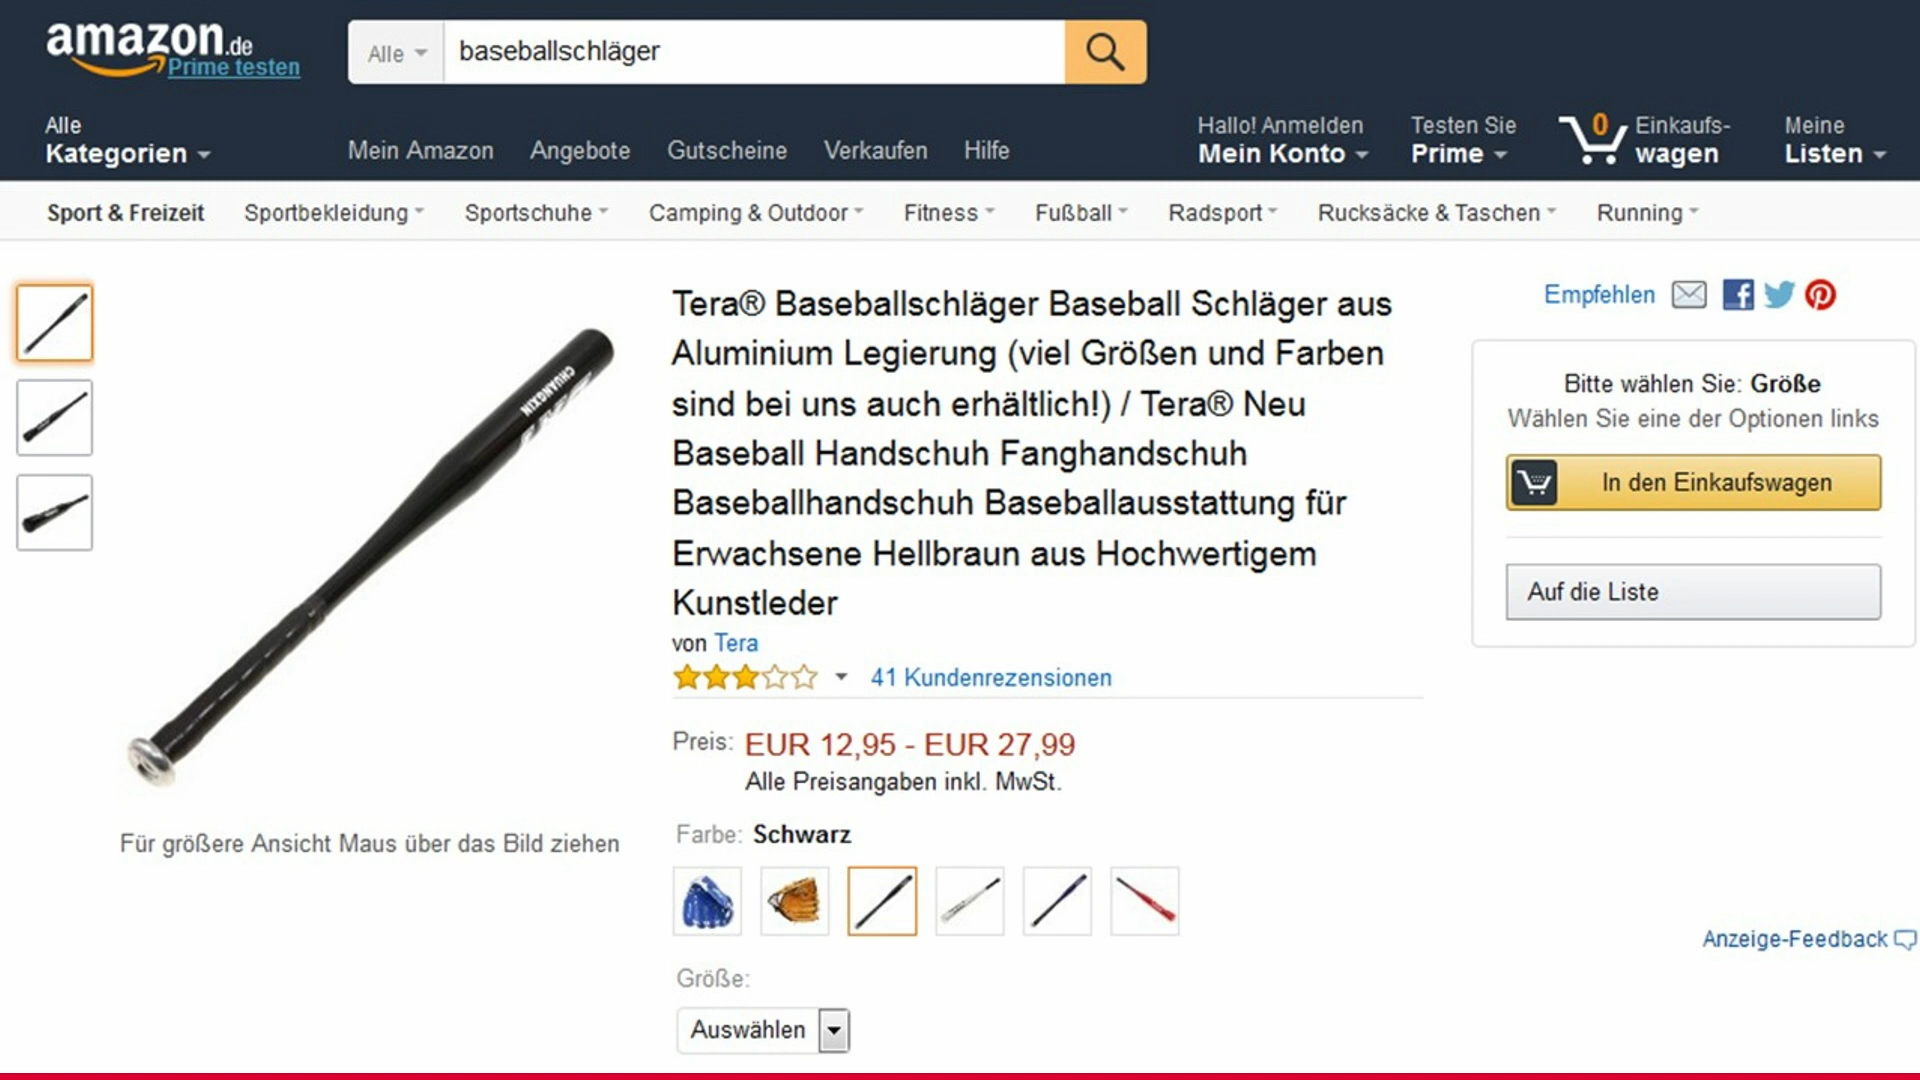 amazon.de
Prime testen
Alle
baseballschläger
Alle
Kategorien
Mein Amazon
Angebote
Gutscheine
Verkaufen
Hilfe
Hallo! Anmelden
Mein Konto
Testen Sie
Prime
0
Einkaufs-
wagen
Meine
Listen
Sport & Freizeit
Sportbekleidung
Sportschuhe
Camping & Outdoor
Fitness
Fußball
Radsport
Rucksäcke & Taschen
Running
CHUANGXIN
Für größere Ansicht Maus über das Bild ziehen
Tera® Baseballschläger Baseball Schläger aus
Aluminium Legierung (viel Größen und Farben
sind bei uns auch erhältlich!) / Tera® Neu
Baseball Handschuh Fanghandschuh
Baseballhandschuh Baseballausstattung für
Erwachsene Hellbraun aus Hochwertigem
Kunstleder
von Tera
41 Kundenrezensionen
Preis: EUR 12,95 - EUR 27,99
Alle Preisangaben inkl. MwSt.
Farbe: Schwarz
Größe:
Auswählen
Empfehlen
Bitte wählen Sie: Größe
Wählen Sie eine der Optionen links
In den Einkaufswagen
Auf die Liste
Anzeige-Feedback